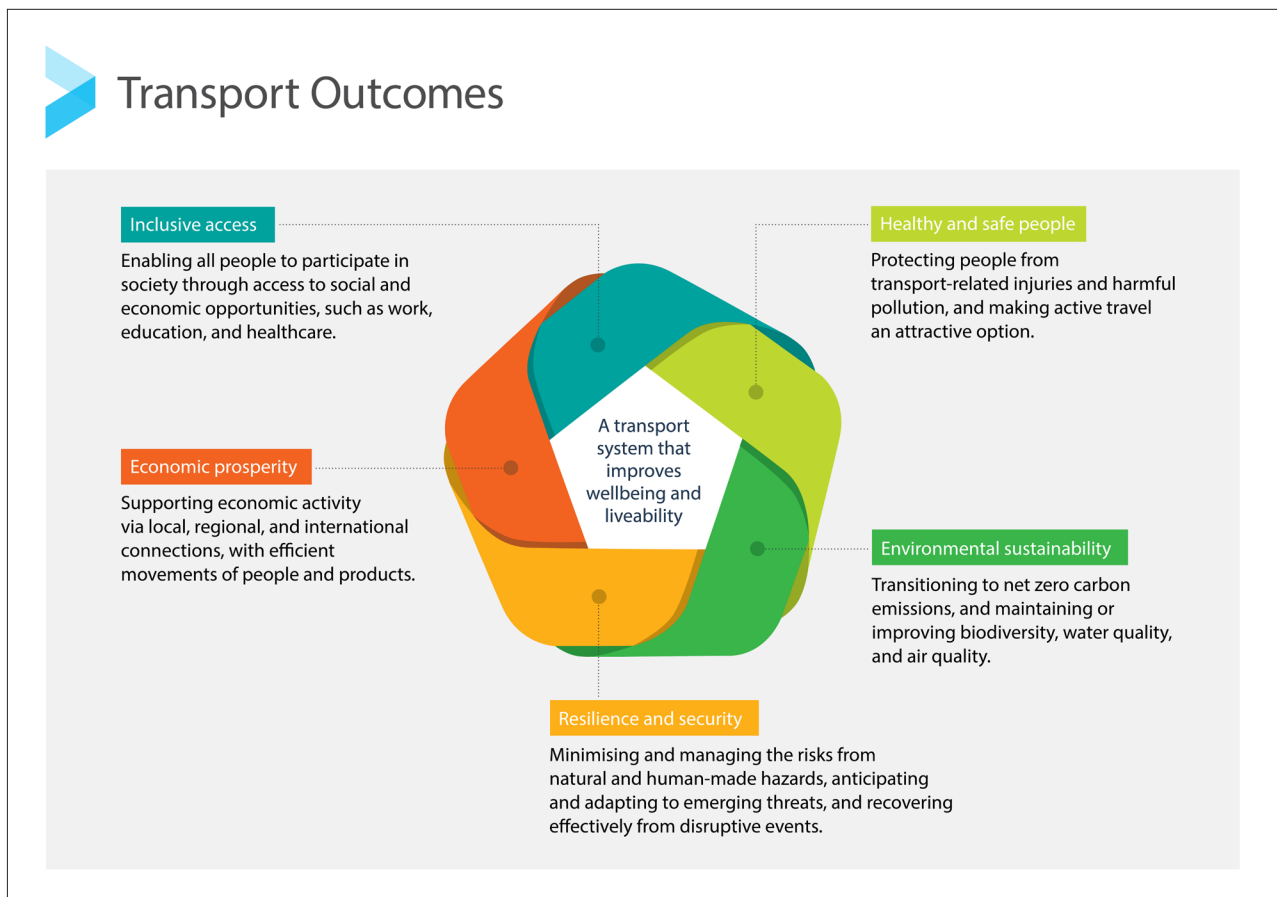 Transport Outcomes
Inclusive access
Enabling all people to participate in
society through access to social and
economic opportunities, such as work,
education, and healthcare.
Healthy and safe people
Protecting people from
transport-related injuries and harmful
pollution, and making active travel
an attractive option.
A transport
system that
improves
wellbeing and
liveability
Economic prosperity
Supporting economic activity
via local, regional, and international
connections, with efficient
movements of people and products.
Environmental sustainability
Transitioning to net zero carbon
emissions, and maintaining or
improving biodiversity, water quality,
and air quality.
Resilience and security
Minimising and managing the risks from
natural and human-made hazards, anticipating
and adapting to emerging threats, and recovering
effectively from disruptive events.